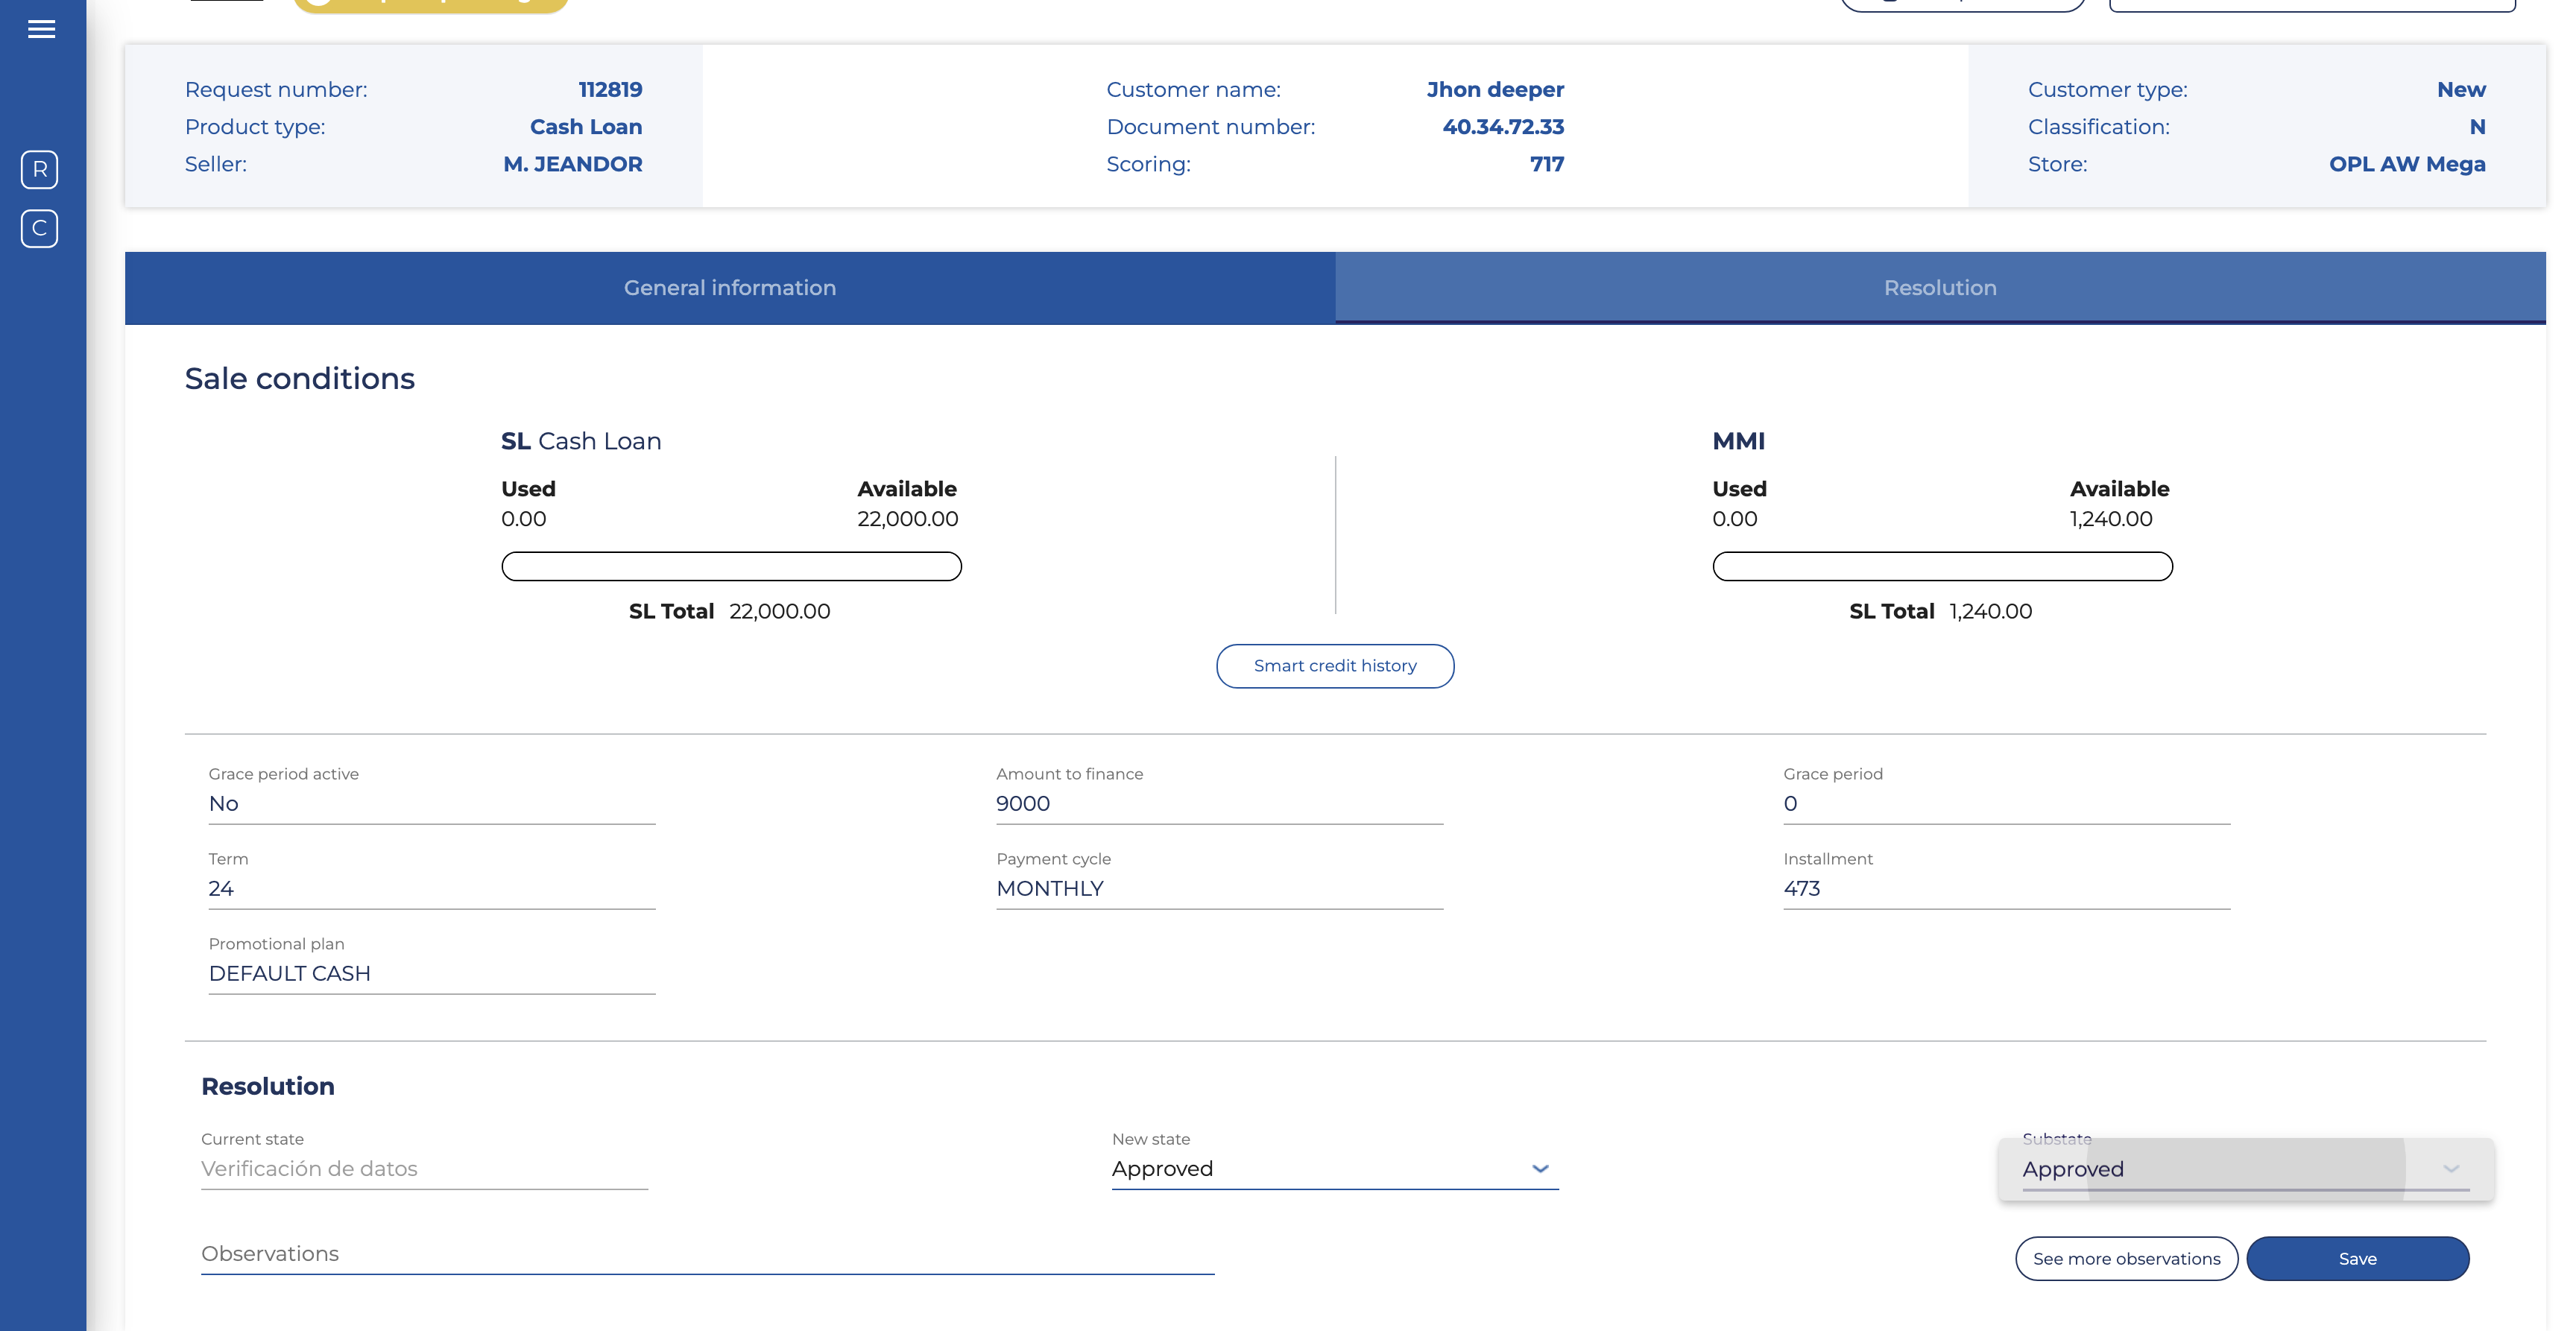 R
C
Request number: 112819
Product type: Cash Loan
Seller: M. JEANDOR
Customer name: Jhon deeper
Document number: 40.34.72.33
Scoring: 717
Customer type: New
Classification: N
Store: OPL AW Mega
General information
Resolution
Sale conditions
SL Cash Loan
Used Available
0.00 22,000.00
SL Total 22,000.00
MMI
Used Available
0.00 1,240.00
SL Total 1,240.00
Smart credit history
Grace period active
No
Amount to finance
9000
Grace period
0
Term
24
Payment cycle
MONTHLY
Installment
473
Promotional plan
DEFAULT CASH
Resolution
Current state
Verificación de datos
New state
Approved
Substate
Approved
Observations
See more observations
Save